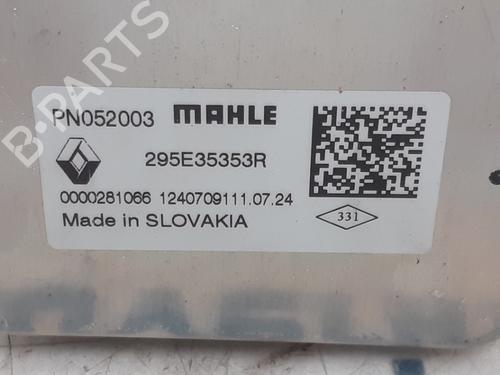 PN052003 MAHLE
295E35353R
0000281066 1240709111.07.24
Made in SLOVAKIA
331
B-PARTS